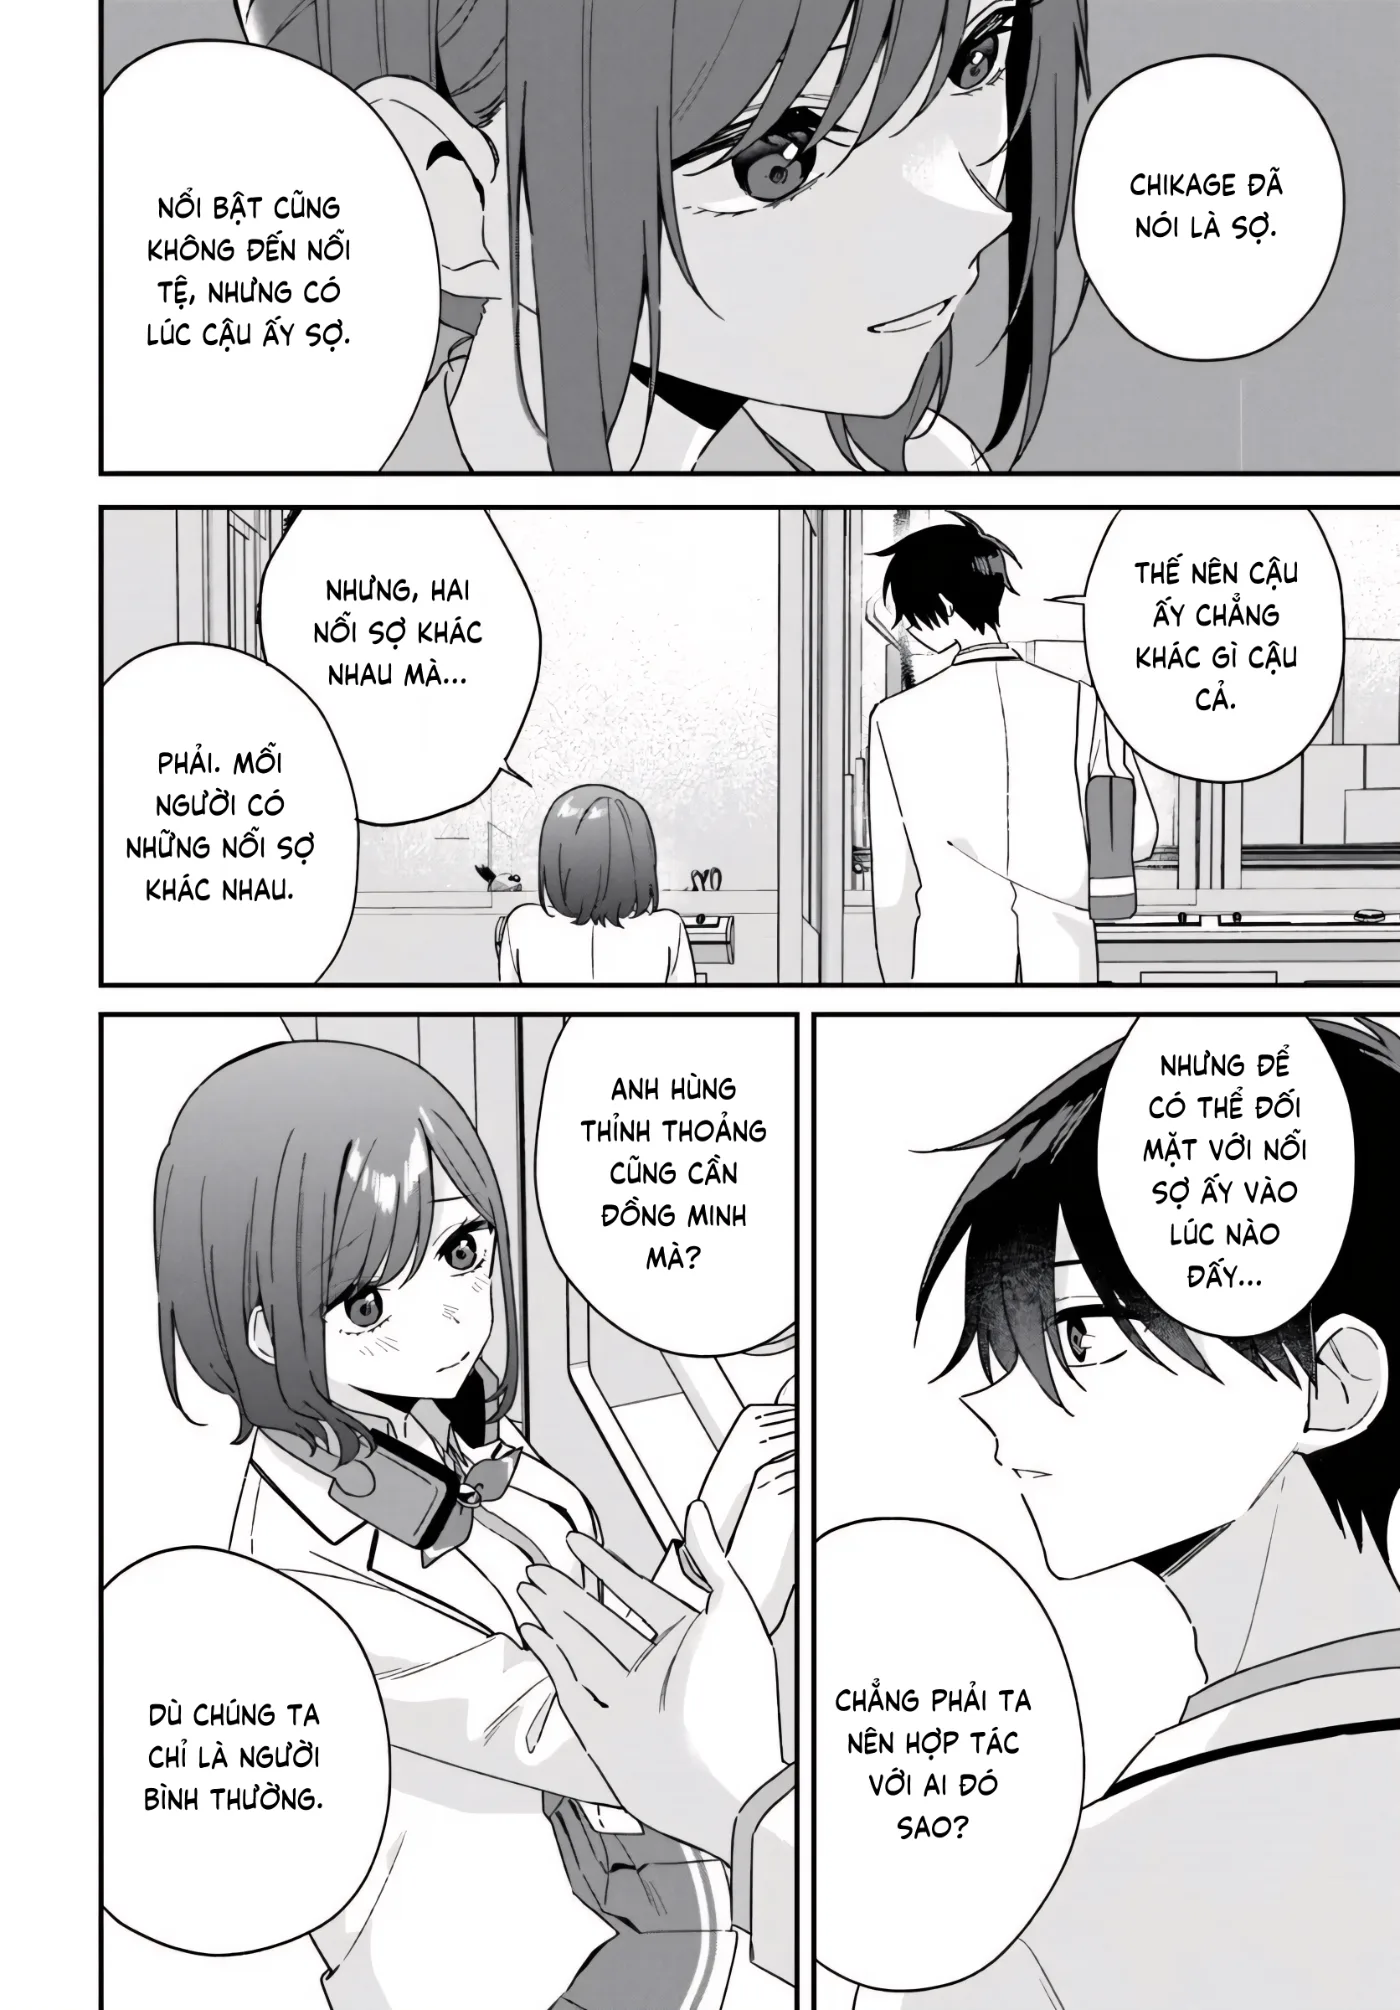 CHIKAGE ĐÃ
NÓI LÀ SỢ.
NỔI BẬT CŨNG
KHÔNG ĐẾN NỖI
TỆ, NHƯNG CÓ
LÚC CẬU ẤY SỢ.
THẾ NÊN CẬU
ẤY CHẲNG
KHÁC GÌ CẬU
CẢ.
NHƯNG, HAI
NỖI SỢ KHÁC
NHAU MÀ...
PHẢI. MỖI
NGƯỜI CÓ
NHỮNG NỖI SỢ
KHÁC NHAU.
NHƯNG ĐỂ
CÓ THỂ ĐỐI
MẶT VỚI NỖI
SỢ ẤY VÀO
LÚC NÀO
ĐẤY...
CHẲNG PHẢI TA
NÊN HỢP TÁC
VỚI AI ĐÓ
SAO?
ANH HÙNG
THỈNH THOẢNG
CŨNG CẦN
ĐỒNG MINH
MÀ?
DÙ CHÚNG TA
CHỈ LÀ NGƯỜI
BÌNH THƯỜNG.